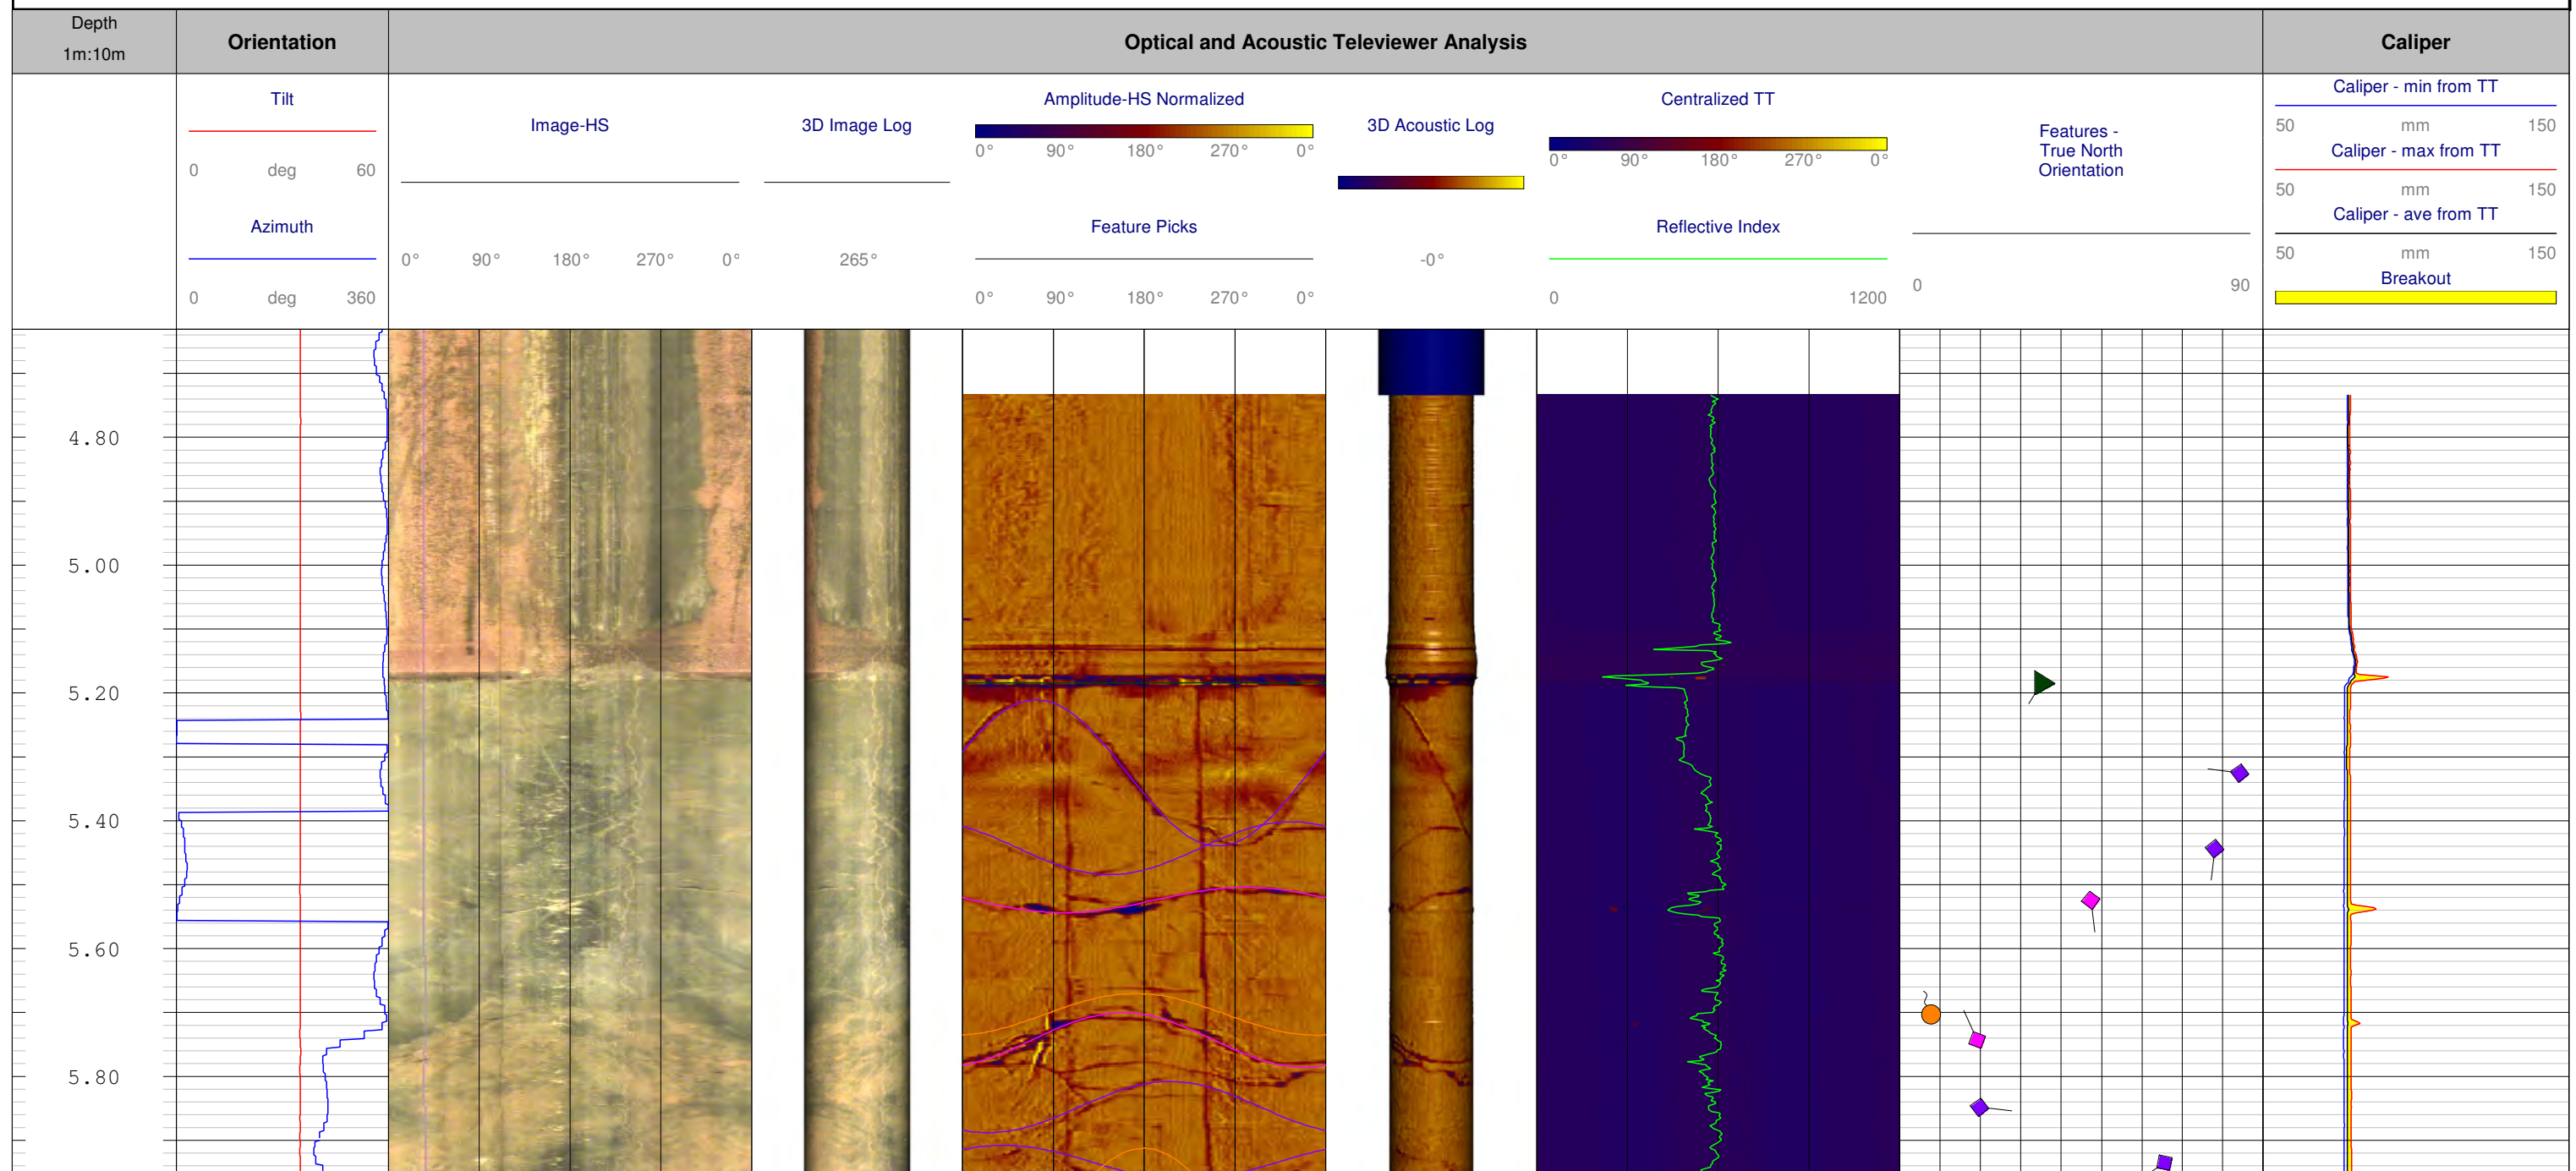 Depth
1m:10m
Orientation
Optical and Acoustic Televiewer Analysis
Caliper
Tilt
0 deg 60
Azimuth
0 deg 360
Image-HS
0° 90° 180° 270° 0°
3D Image Log
265°
Amplitude-HS Normalized
0° 90° 180° 270° 0°
Feature Picks
0° 90° 180° 270° 0°
3D Acoustic Log
-0°
Centralized TT
0° 90° 180° 270° 0°
Reflective Index
0 1200
Features -
True North
Orientation
0 90
Caliper - min from TT
50 mm 150
Caliper - max from TT
50 mm 150
Caliper - ave from TT
50 mm 150
Breakout
4.80
5.00
5.20
5.40
5.60
5.80